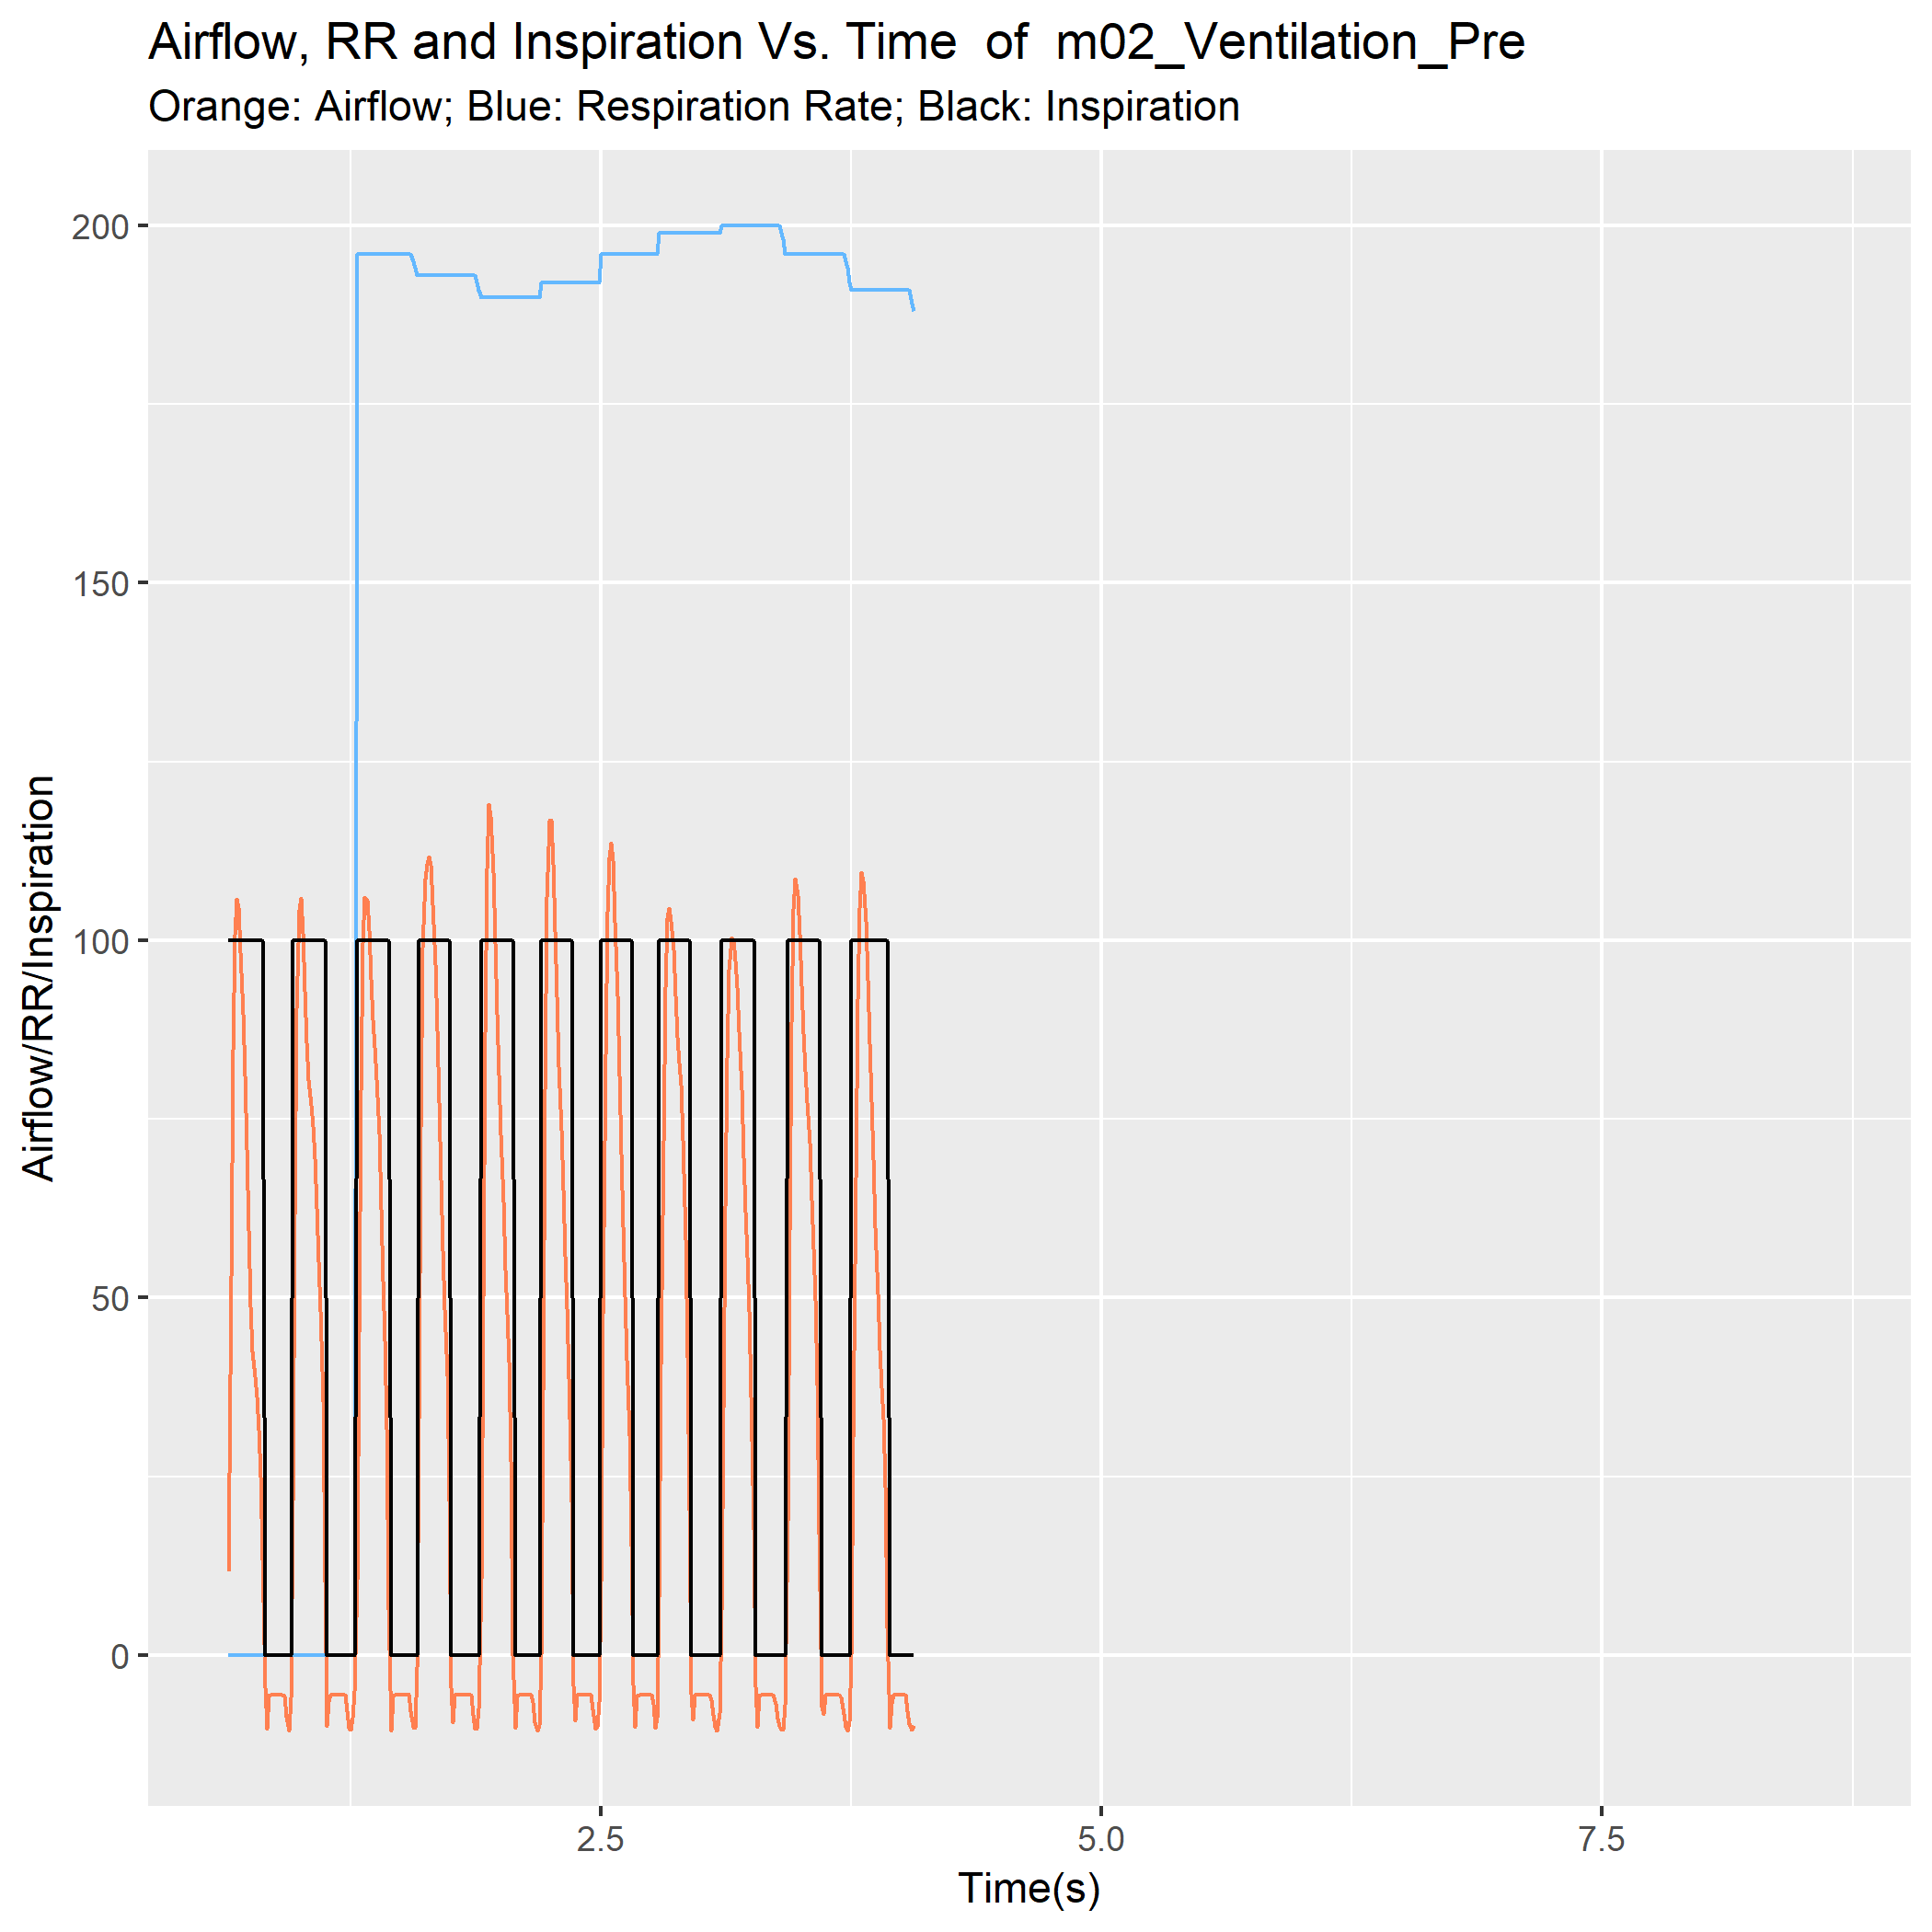 Airflow, RR and Inspiration Vs. Time  of  m02_Ventilation_Pre
Orange: Airflow; Blue: Respiration Rate; Black: Inspiration
200
150
100
50
0
Airflow/RR/Inspiration
2.5 5.0 7.5
Time(s)